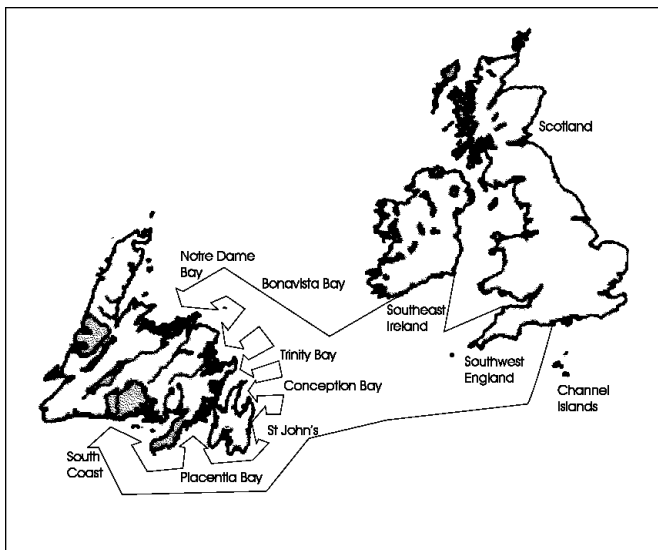 Scotland
Notre Dame
Bay
Bonavista Bay
Southeast
Ireland
Trinity Bay
Southwest
England
Conception Bay
Channel
Islands
St John's
South
Coast
Placentia Bay